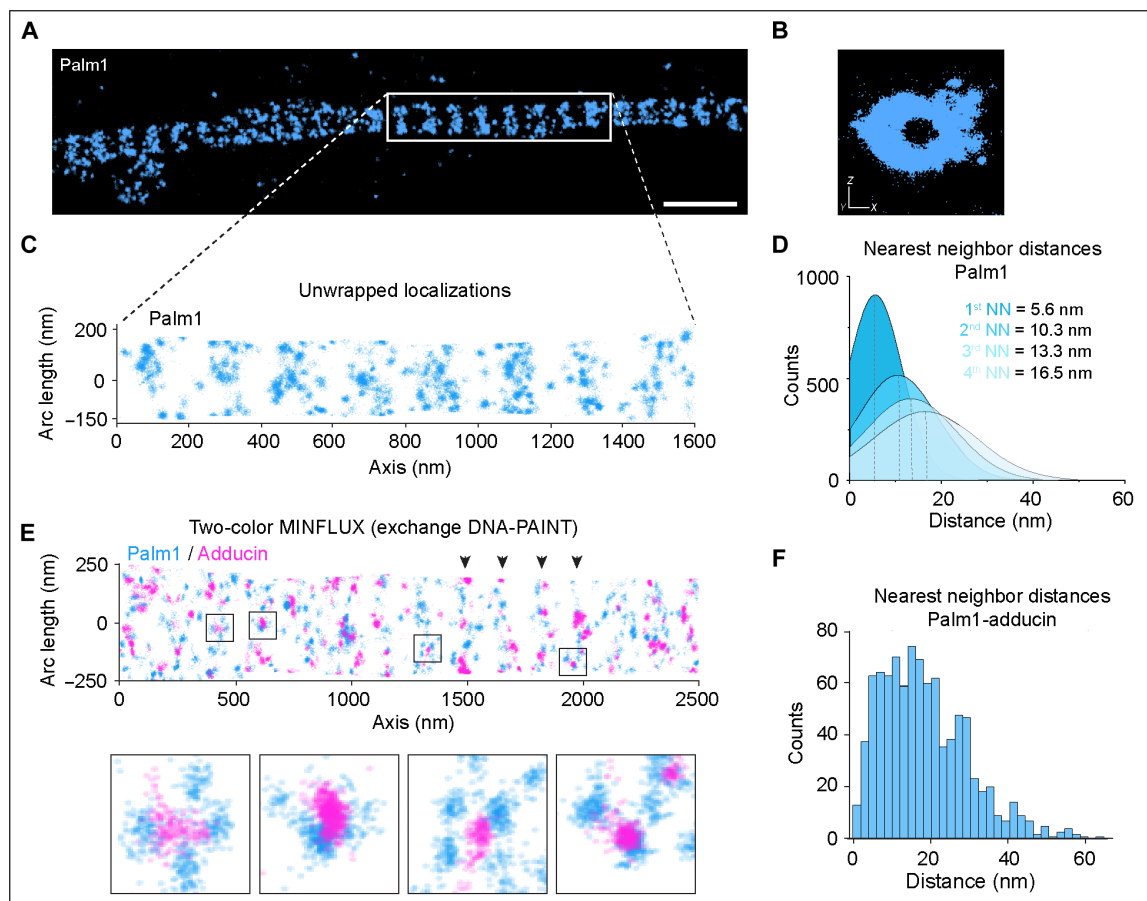 A
Palm1
B
Z
Y
X
C
Unwrapped localizations
Palm1
Arc length (nm)
200
0
−150
0 200 400 600 800 1000 1200 1400 1600
Axis (nm)
D
Nearest neighbor distances
Palm1
1st NN = 5.6 nm
2nd NN = 10.3 nm
3rd NN = 13.3 nm
4th NN = 16.5 nm
Counts
1000
500
0
0 20 40 60
Distance (nm)
E
Two-color MINFLUX (exchange DNA-PAINT)
Palm1 / Adducin
Arc length (nm)
250
0
−250
0 500 1000 1500 2000 2500
Axis (nm)
F
Nearest neighbor distances
Palm1-adducin
Counts
80
60
40
20
0
0 20 40 60
Distance (nm)